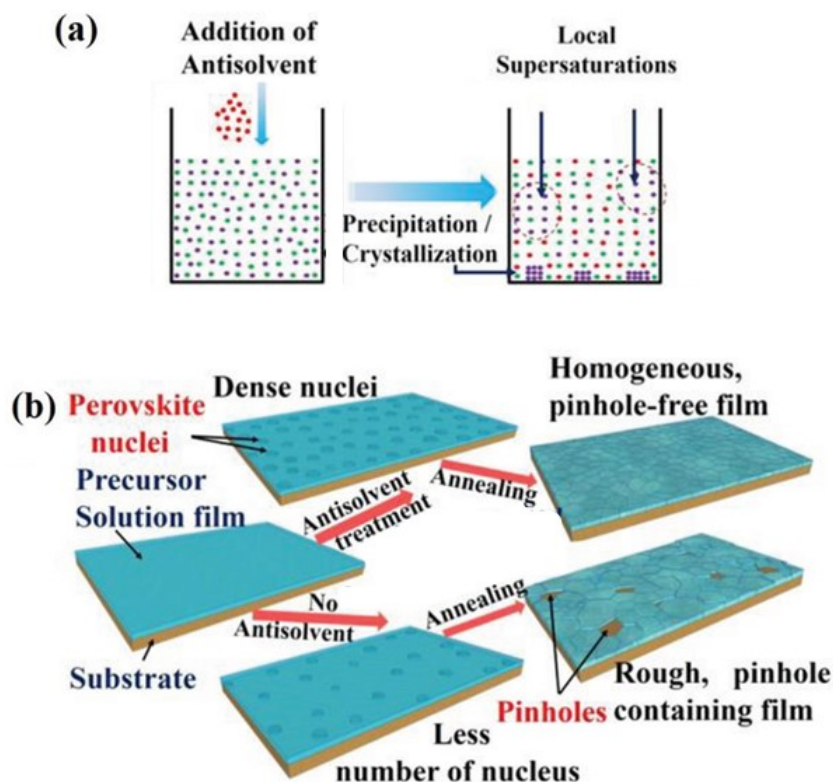 (a)
Addition of
Antisolvent
Local
Supersaturations
Precipitation /
Crystallization
(b)
Dense nuclei
Perovskite
nuclei
Precursor
Solution film
Antisolvent
treatment
Annealing
Homogeneous,
pinhole-free film
No
Antisolvent
Annealing
Substrate
Less
number of nucleus
Pinholes
Rough, pinhole
containing film